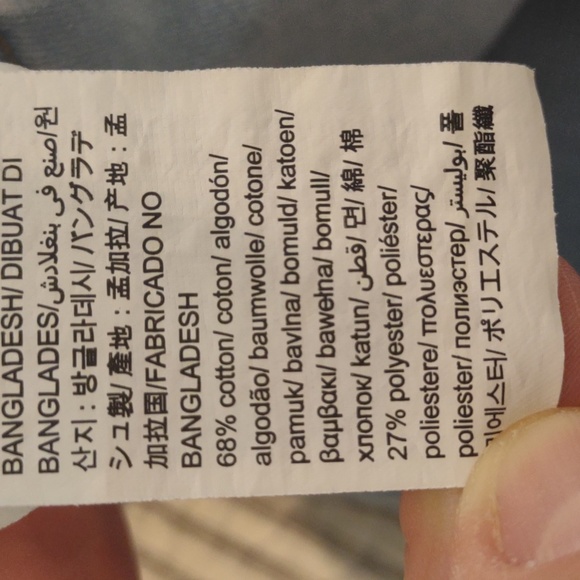 BANGLADESH/ DIBUAT DI
BANGLADES/صنع فى بنغلادش/원
산지 : 방글라데시/ バングラデ
シュ製/ 產地 : 孟加拉/ 产地 : 孟
加拉国/FABRICADO NO
BANGLADESH
68% cotton/ coton/ algodón/
algodão/ baumwolle/ cotone/
pamuk/ bavlna/ bomuld/ katoen/
βαμβακι/ bawełna/ bomull/
хлопок/ katun/ قطن/ 면/ 綿/ 棉
27% polyester/ poliéster/
poliestere/ πολυεστερας/
poliester/ полиэстер/ بوليستر/ 폴
리에스터/ ポリエステル/ 聚酯纖